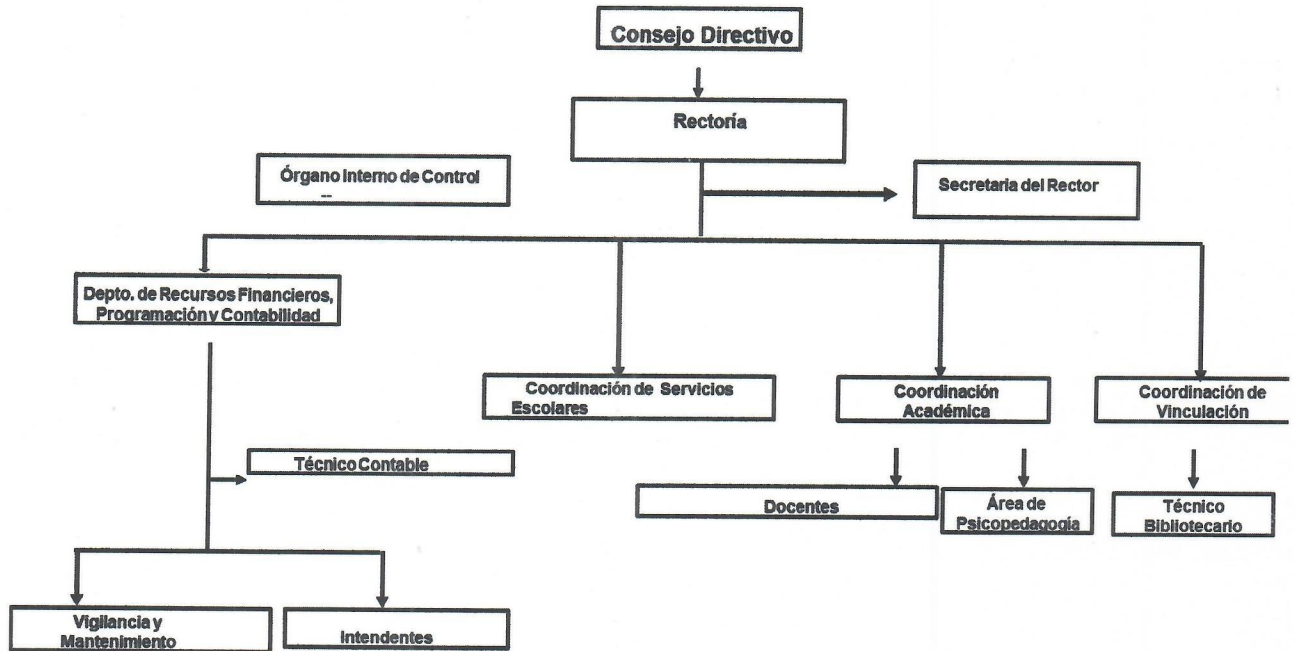 Consejo Directivo
Rectoría
Órgano Interno de Control
--
Secretaria del Rector
Depto. de Recursos Financieros,
Programación y Contabilidad
Coordinación de Servicios
Escolares
Coordinación
Académica
Coordinación de
Vinculación
Técnico Contable
Docentes
Área de
Psicopedagogía
Técnico
Bibliotecario
Vigilancia y
Mantenimiento
Intendentes